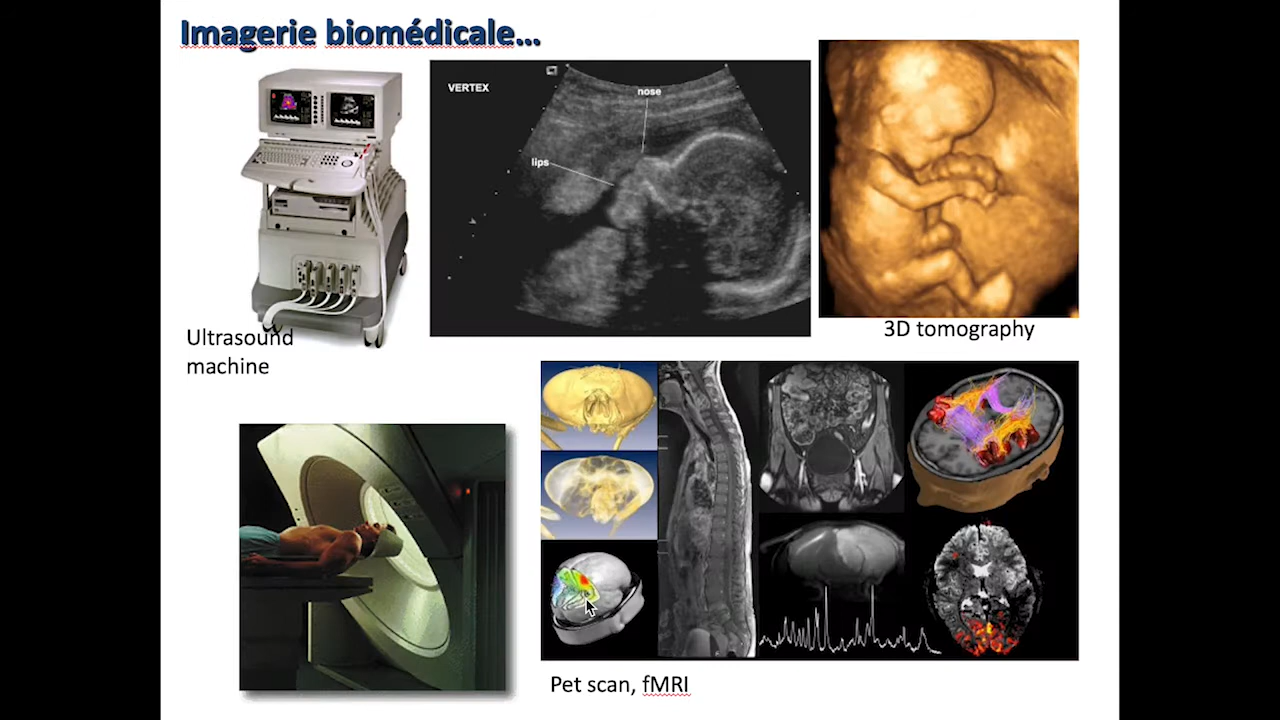 Imagerie biomédicale...
VERTEX
nose
lips
Ultrasound
machine
3D tomography
Pet scan, fMRI